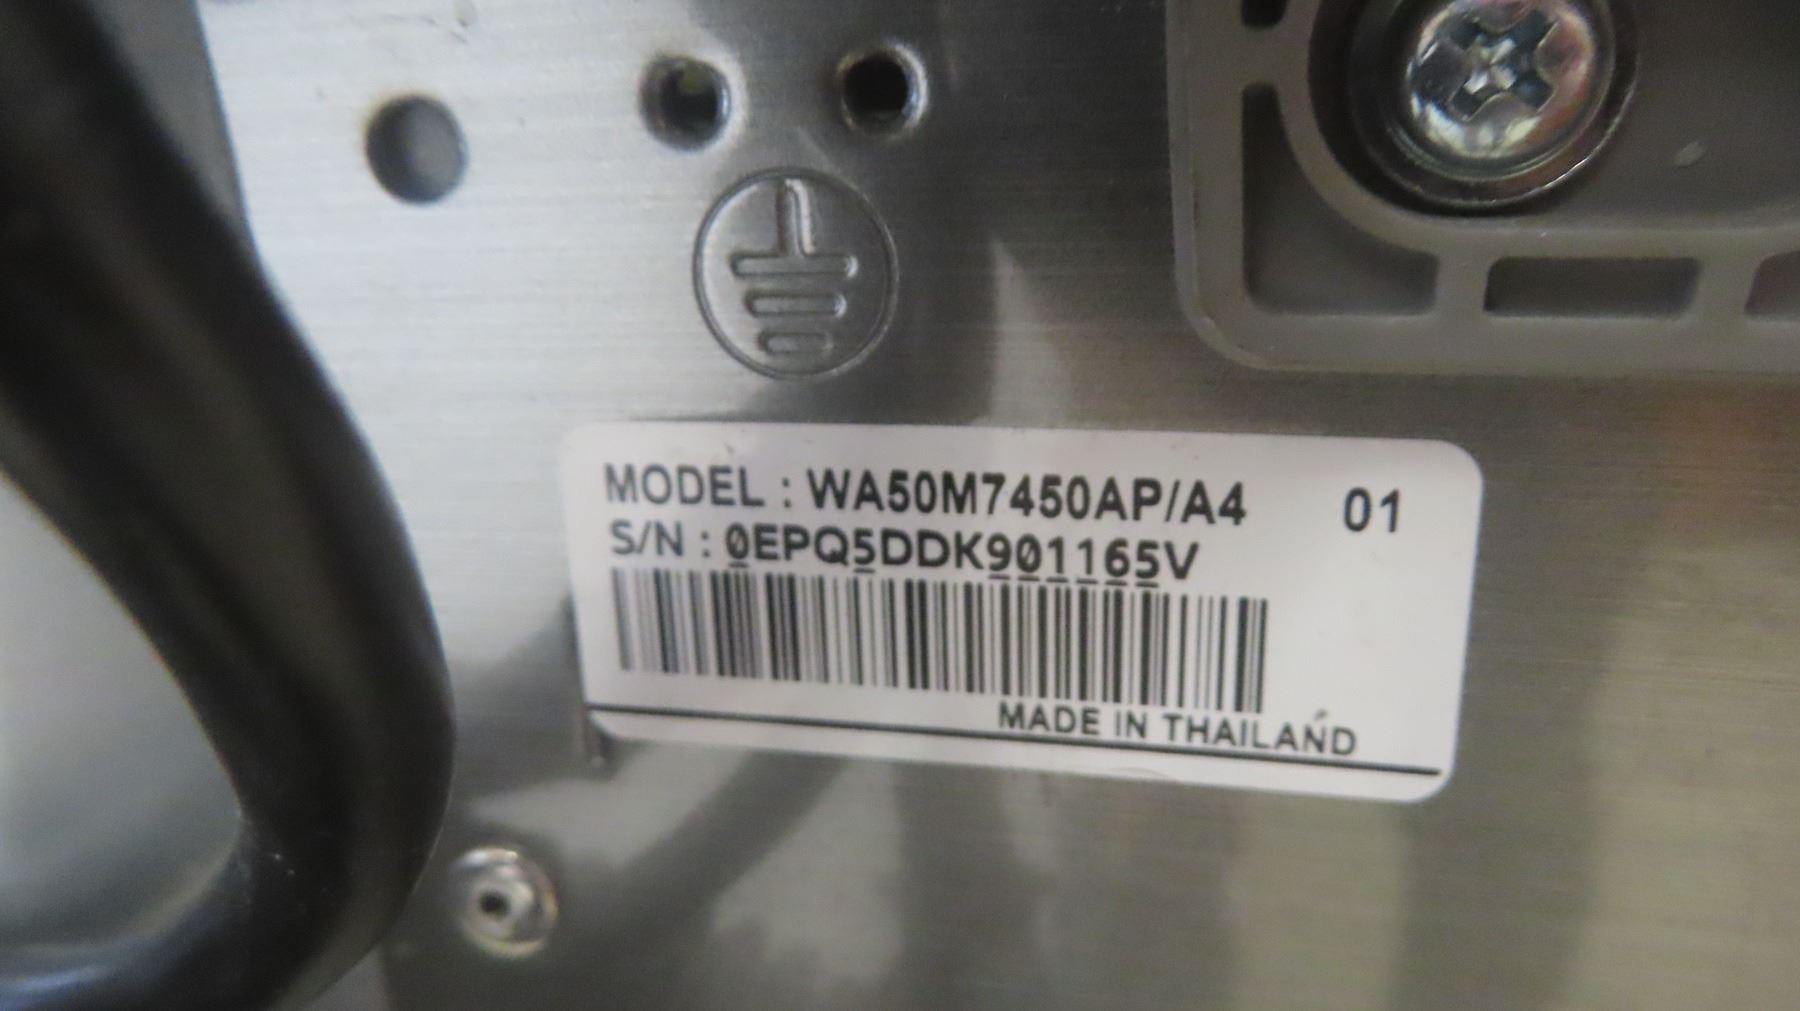 MODEL : WA50M7450AP/A4 01
S/N : 0EPQ5DDK901165V
MADE IN THAILAND